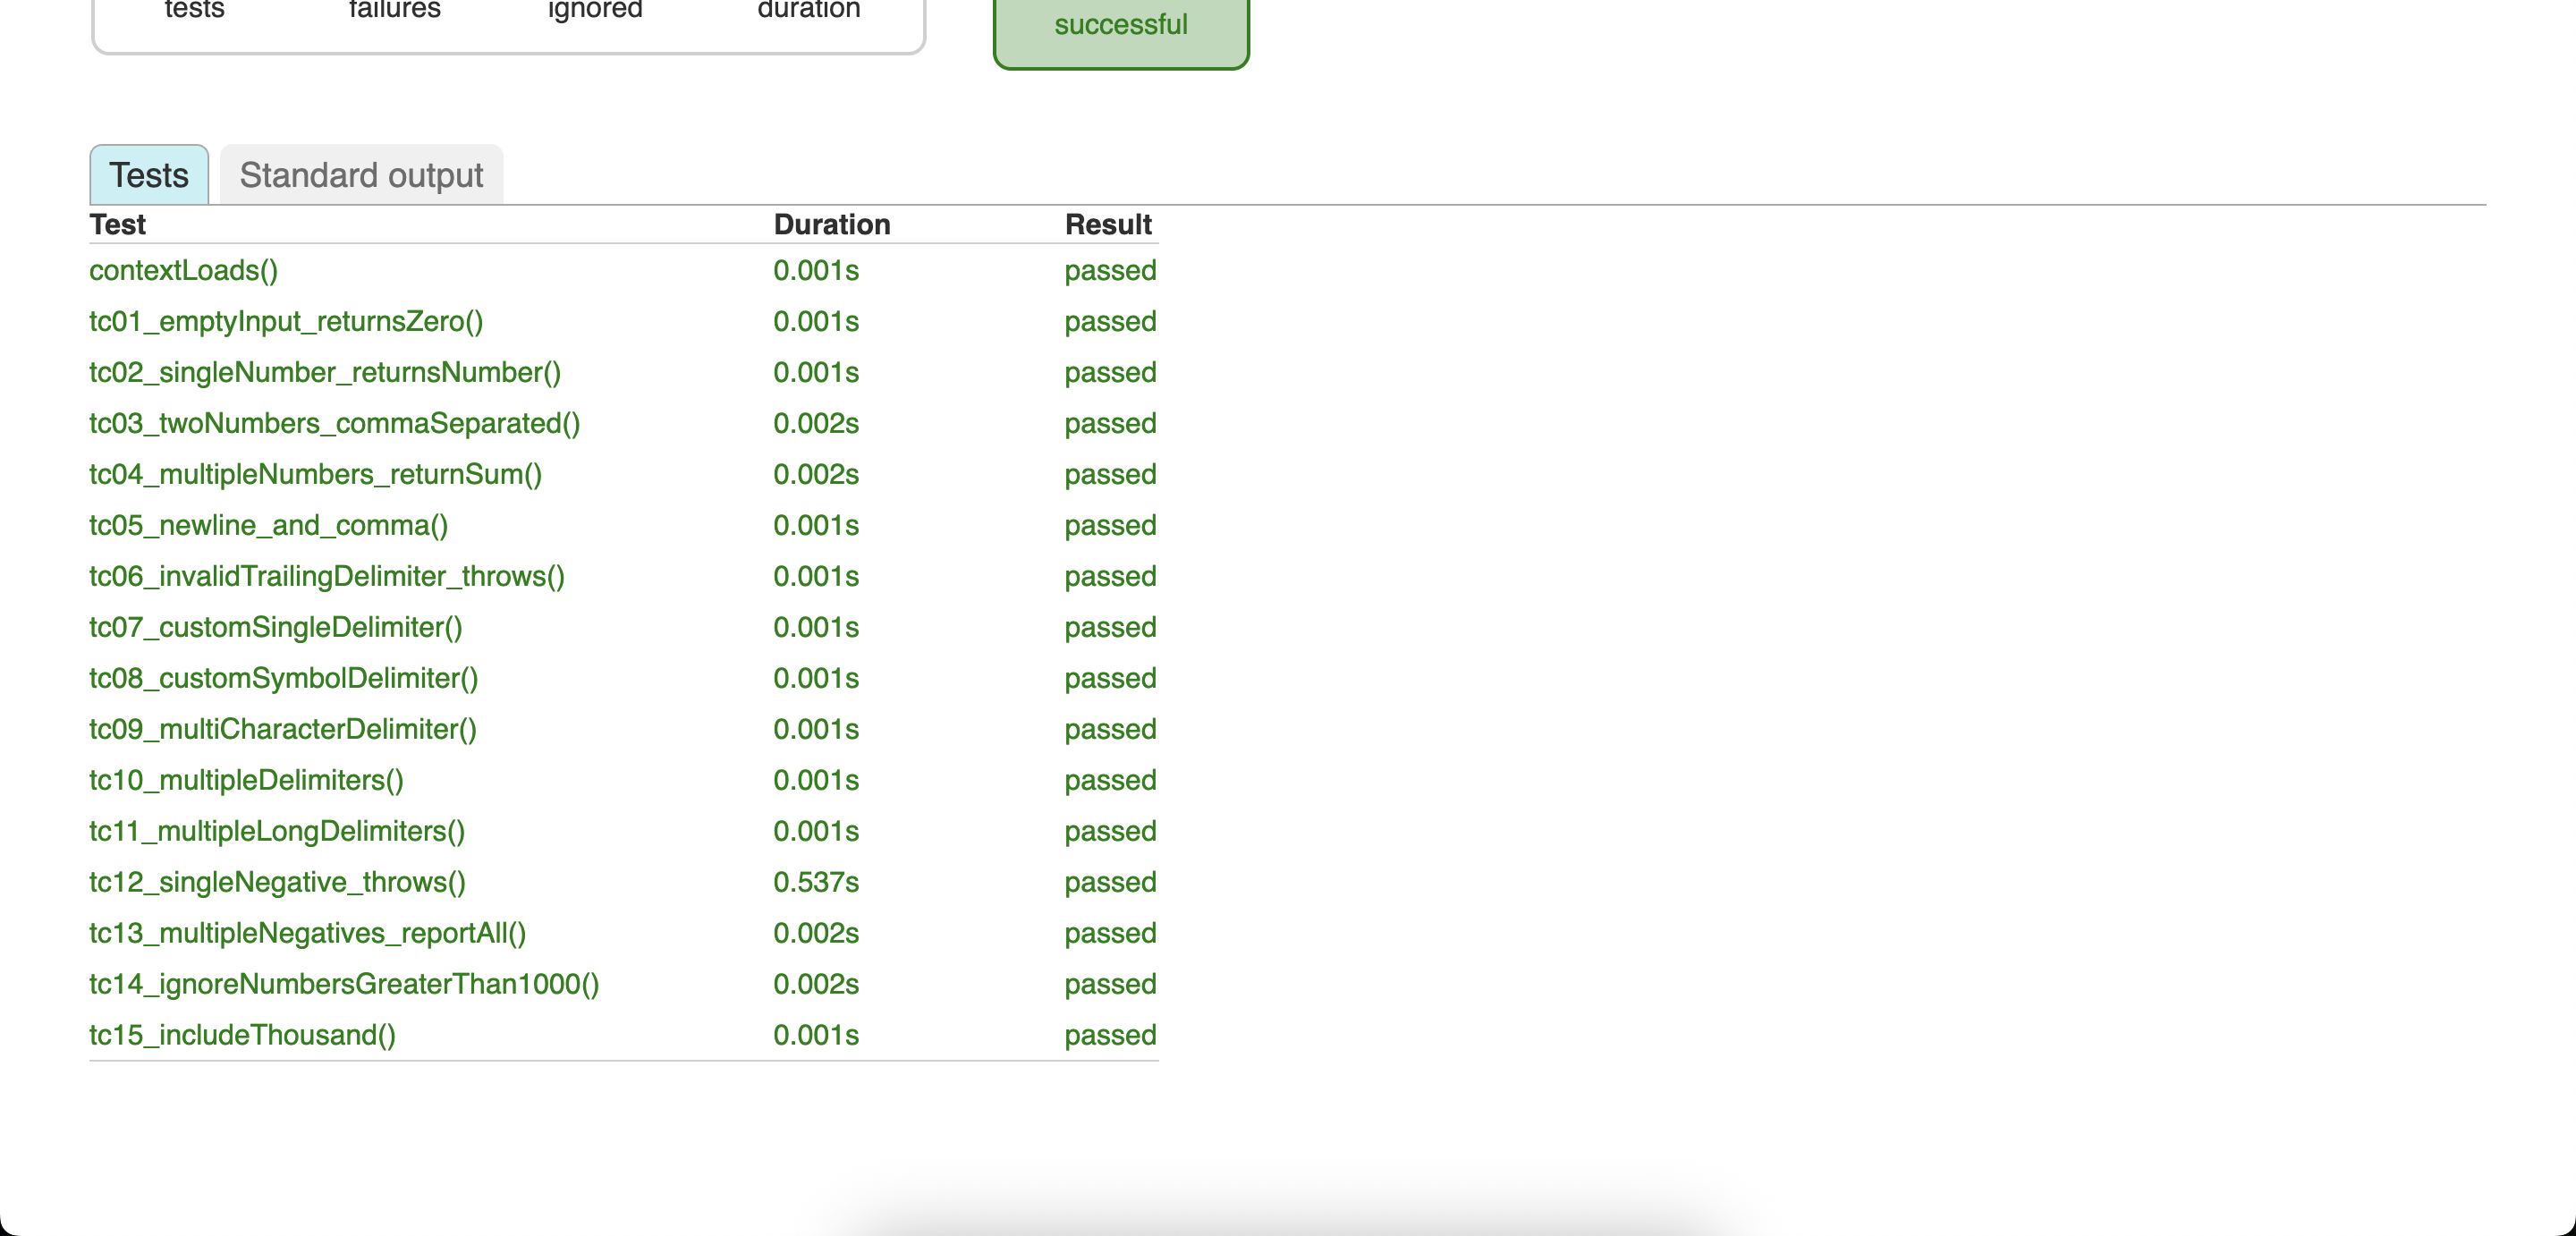 tests failures ignored duration
successful
Tests Standard output
Test Duration Result
contextLoads() 0.001s passed
tc01_emptyInput_returnsZero() 0.001s passed
tc02_singleNumber_returnsNumber() 0.001s passed
tc03_twoNumbers_commaSeparated() 0.002s passed
tc04_multipleNumbers_returnSum() 0.002s passed
tc05_newline_and_comma() 0.001s passed
tc06_invalidTrailingDelimiter_throws() 0.001s passed
tc07_customSingleDelimiter() 0.001s passed
tc08_customSymbolDelimiter() 0.001s passed
tc09_multiCharacterDelimiter() 0.001s passed
tc10_multipleDelimiters() 0.001s passed
tc11_multipleLongDelimiters() 0.001s passed
tc12_singleNegative_throws() 0.537s passed
tc13_multipleNegatives_reportAll() 0.002s passed
tc14_ignoreNumbersGreaterThan1000() 0.002s passed
tc15_includeThousand() 0.001s passed